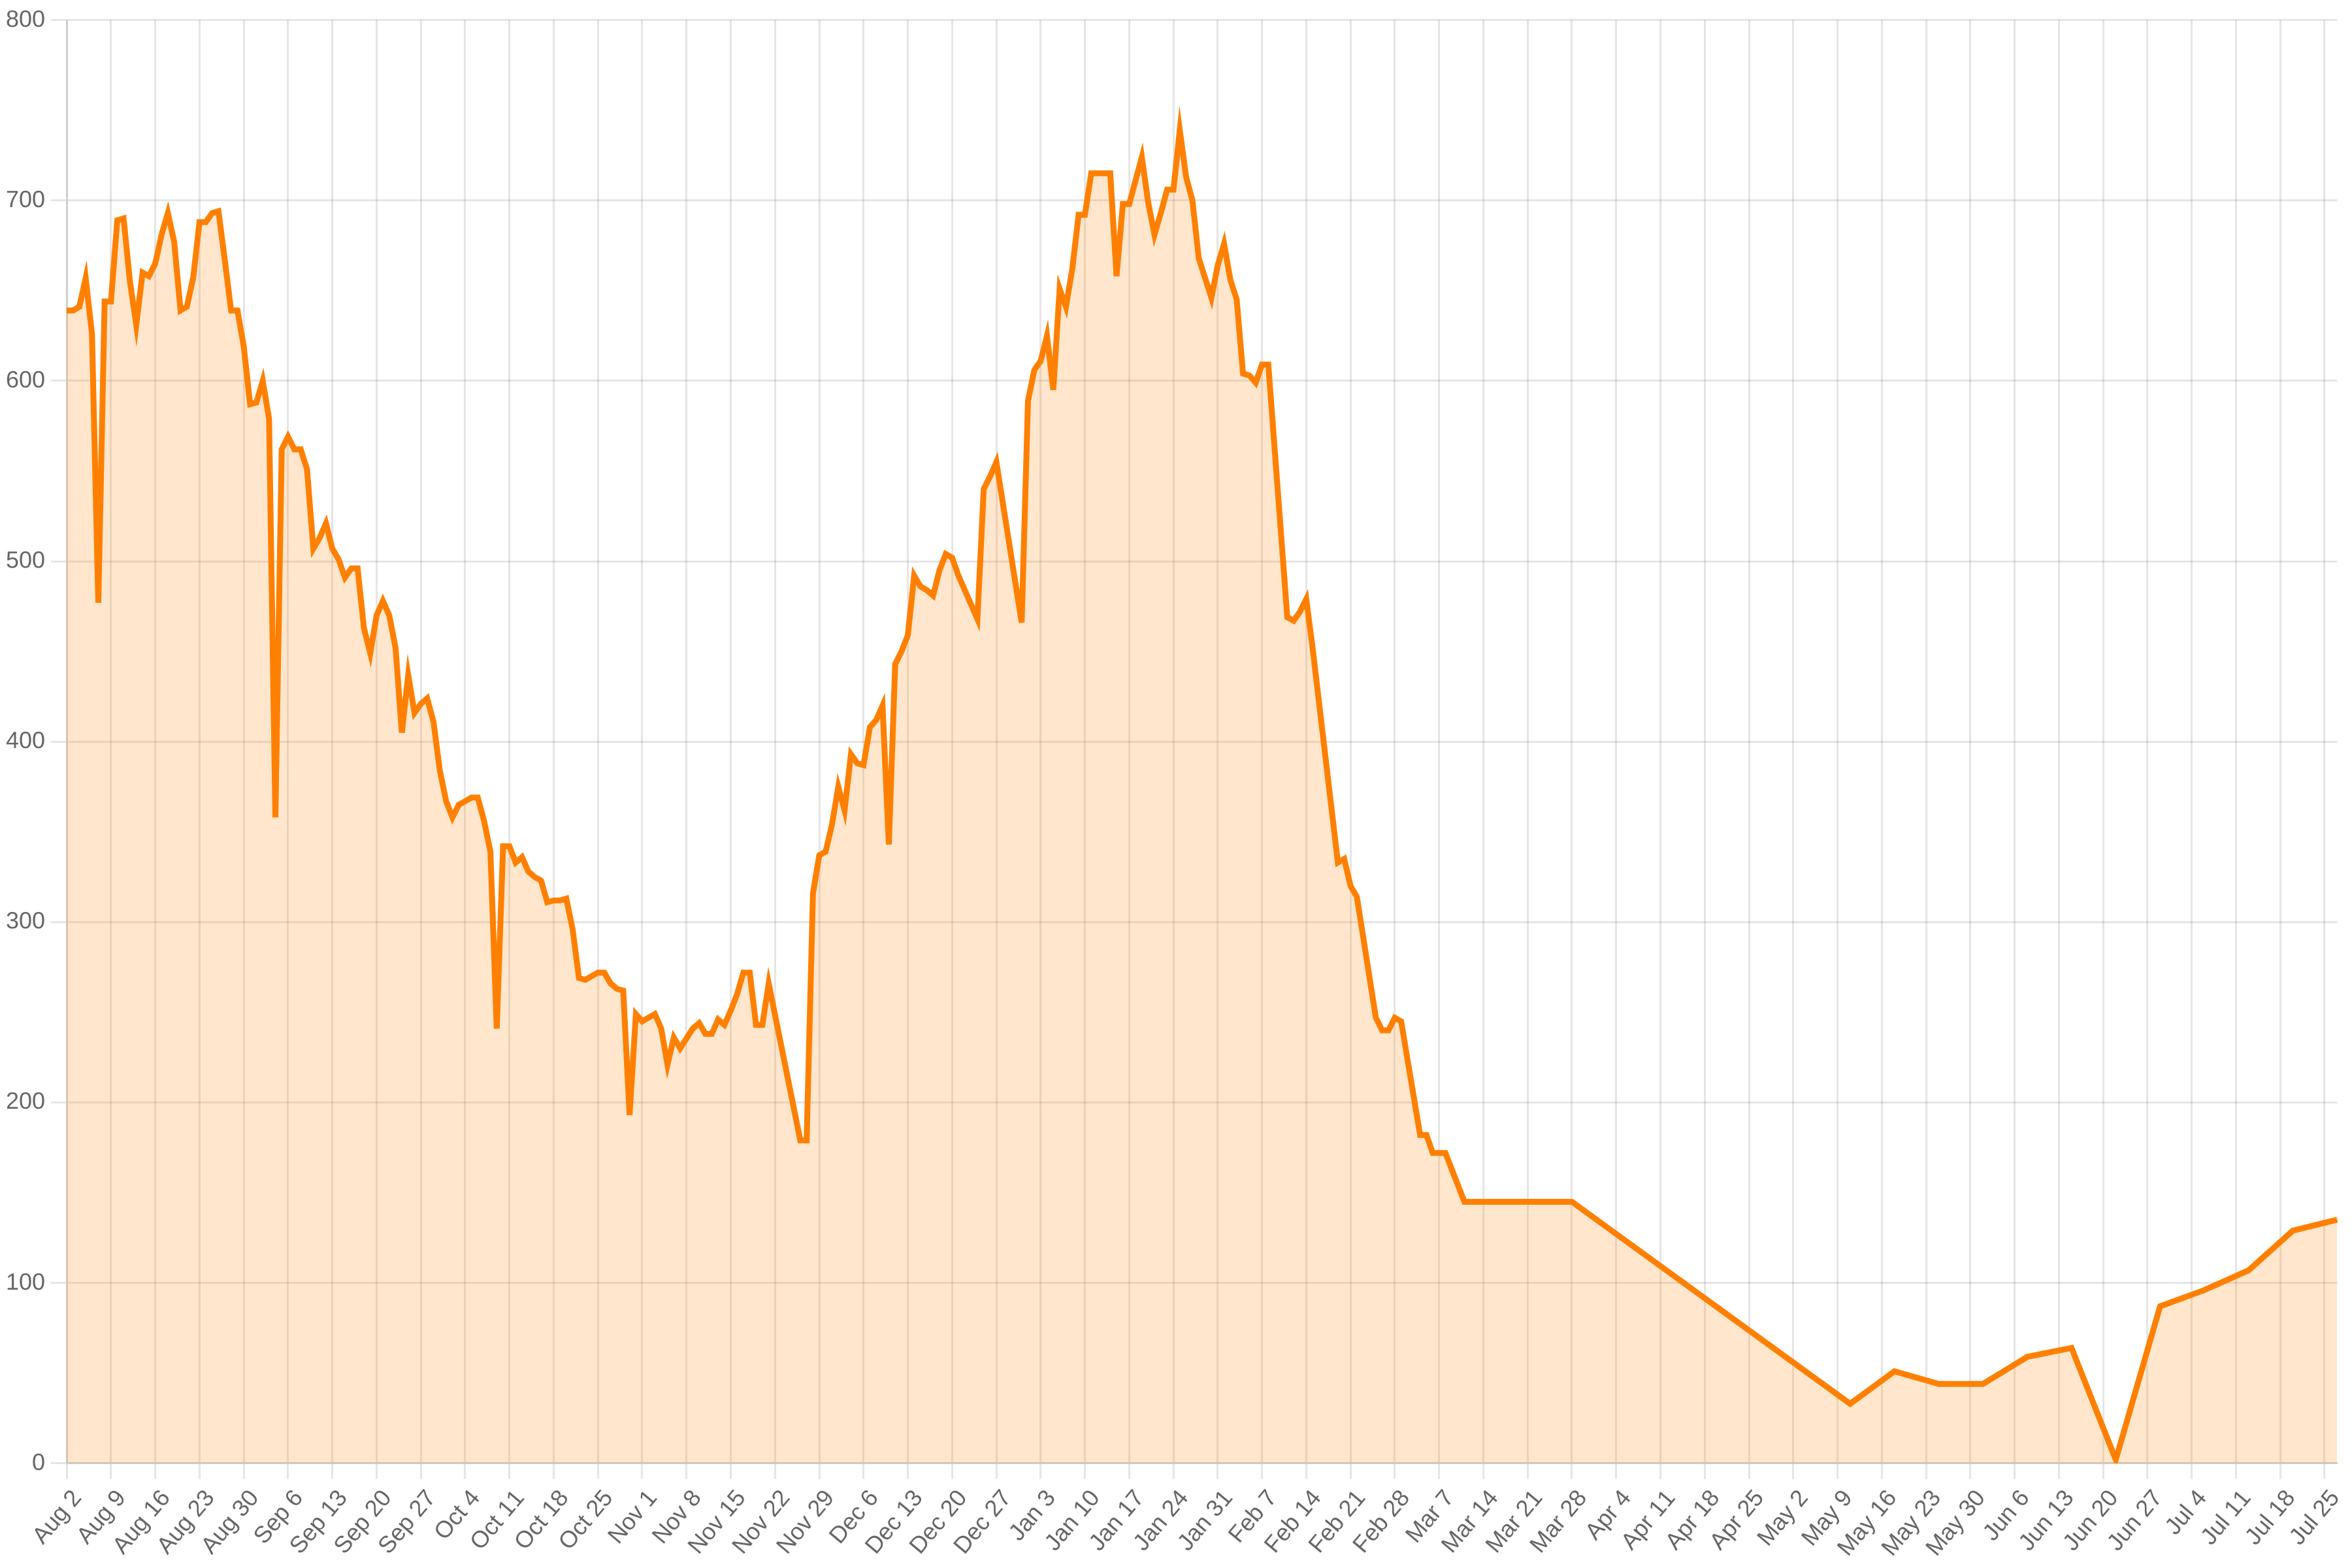 800
700
600
500
400
300
200
100
0
Aug 2
Aug 9
Aug 16
Aug 23
Aug 30
Sep 6
Sep 13
Sep 20
Sep 27
Oct 4
Oct 11
Oct 18
Oct 25
Nov 1
Nov 8
Nov 15
Nov 22
Nov 29
Dec 6
Dec 13
Dec 20
Dec 27
Jan 3
Jan 10
Jan 17
Jan 24
Jan 31
Feb 7
Feb 14
Feb 21
Feb 28
Mar 7
Mar 14
Mar 21
Mar 28
Apr 4
Apr 11
Apr 18
Apr 25
May 2
May 9
May 16
May 23
May 30
Jun 6
Jun 13
Jun 20
Jun 27
Jul 4
Jul 11
Jul 18
Jul 25